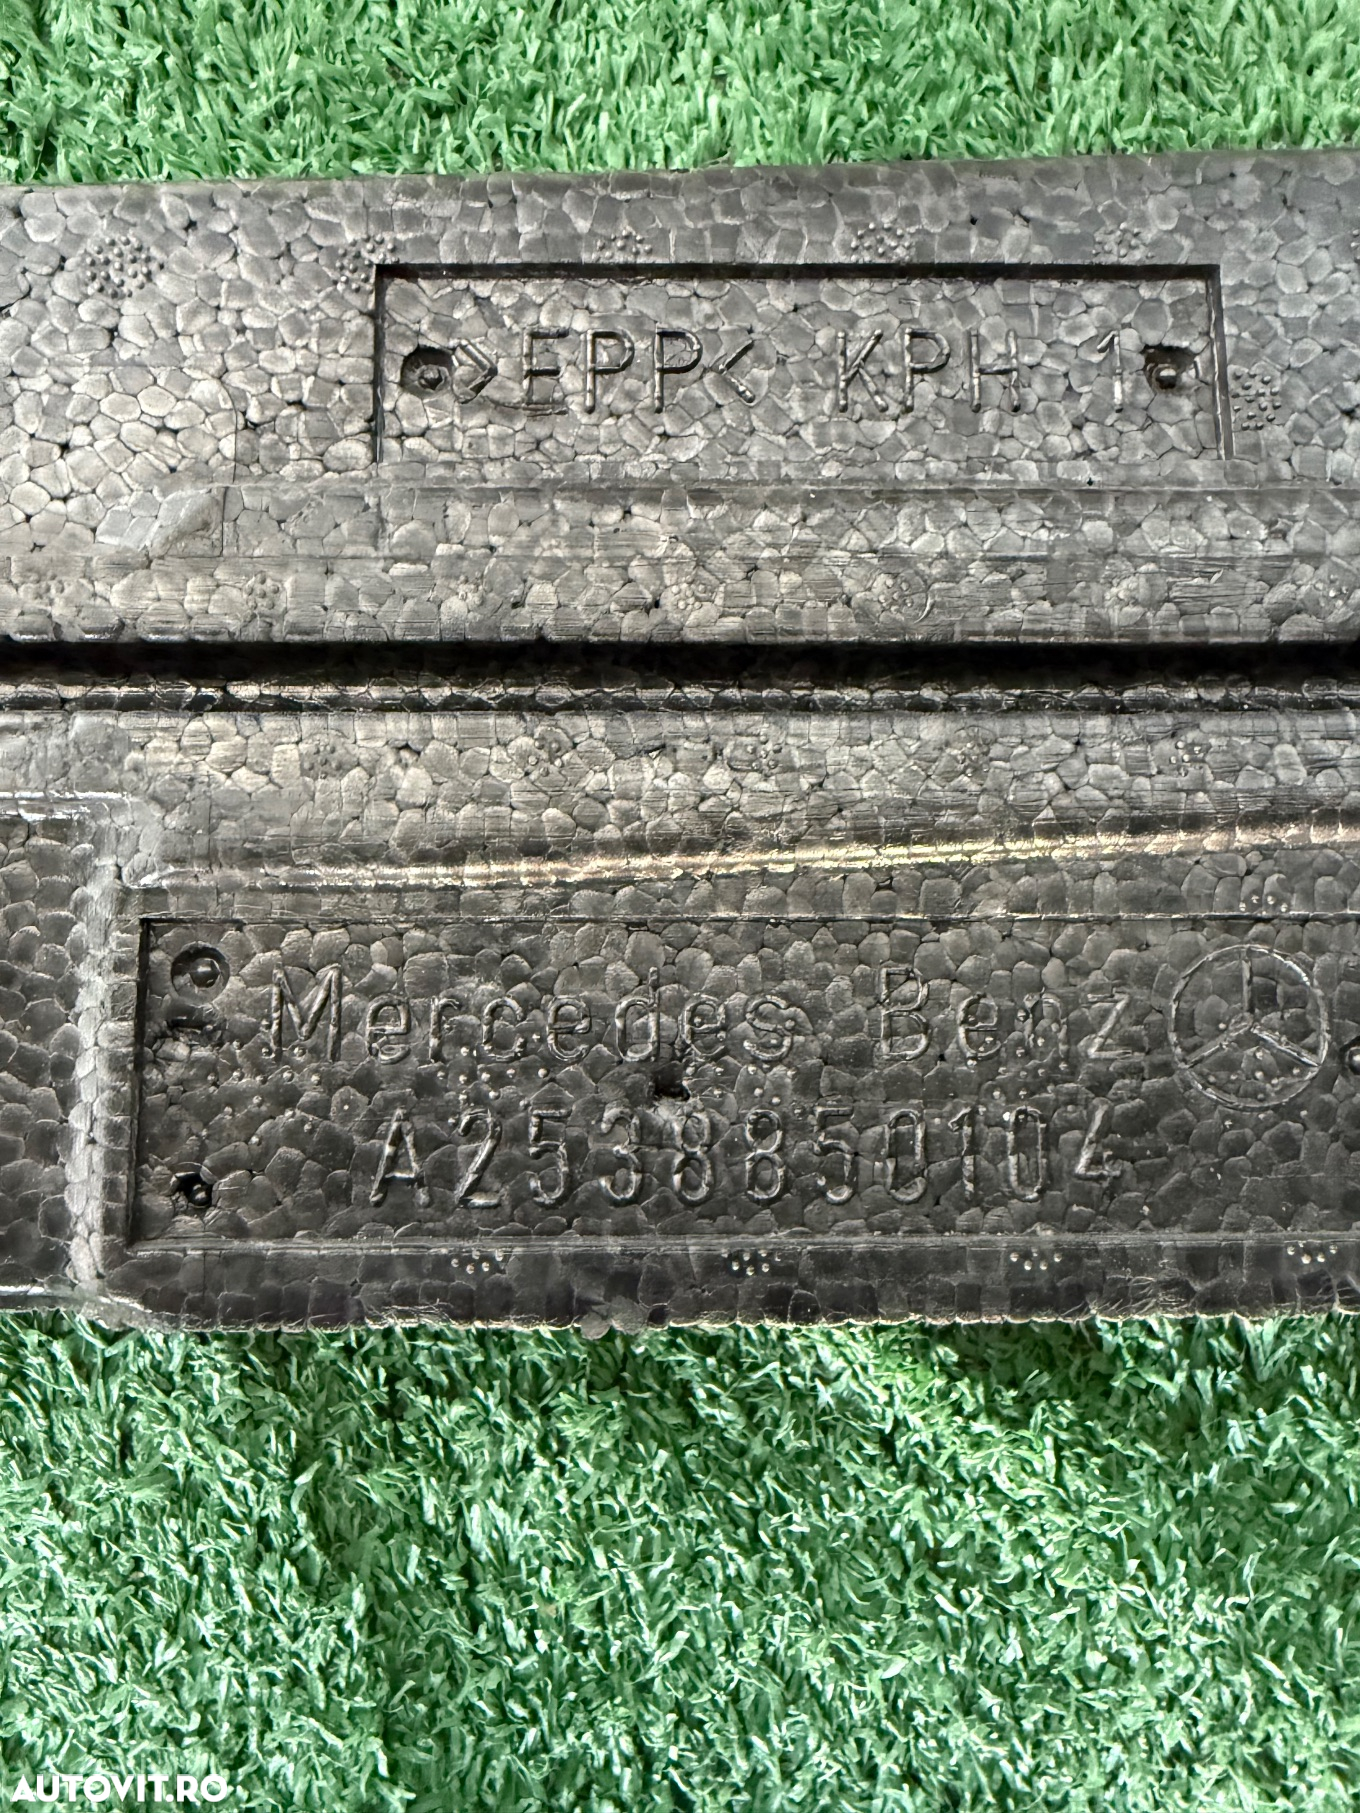 >EPP< KPH 1
Mercedes Benz
A2538850104
AUTOVIT.RO